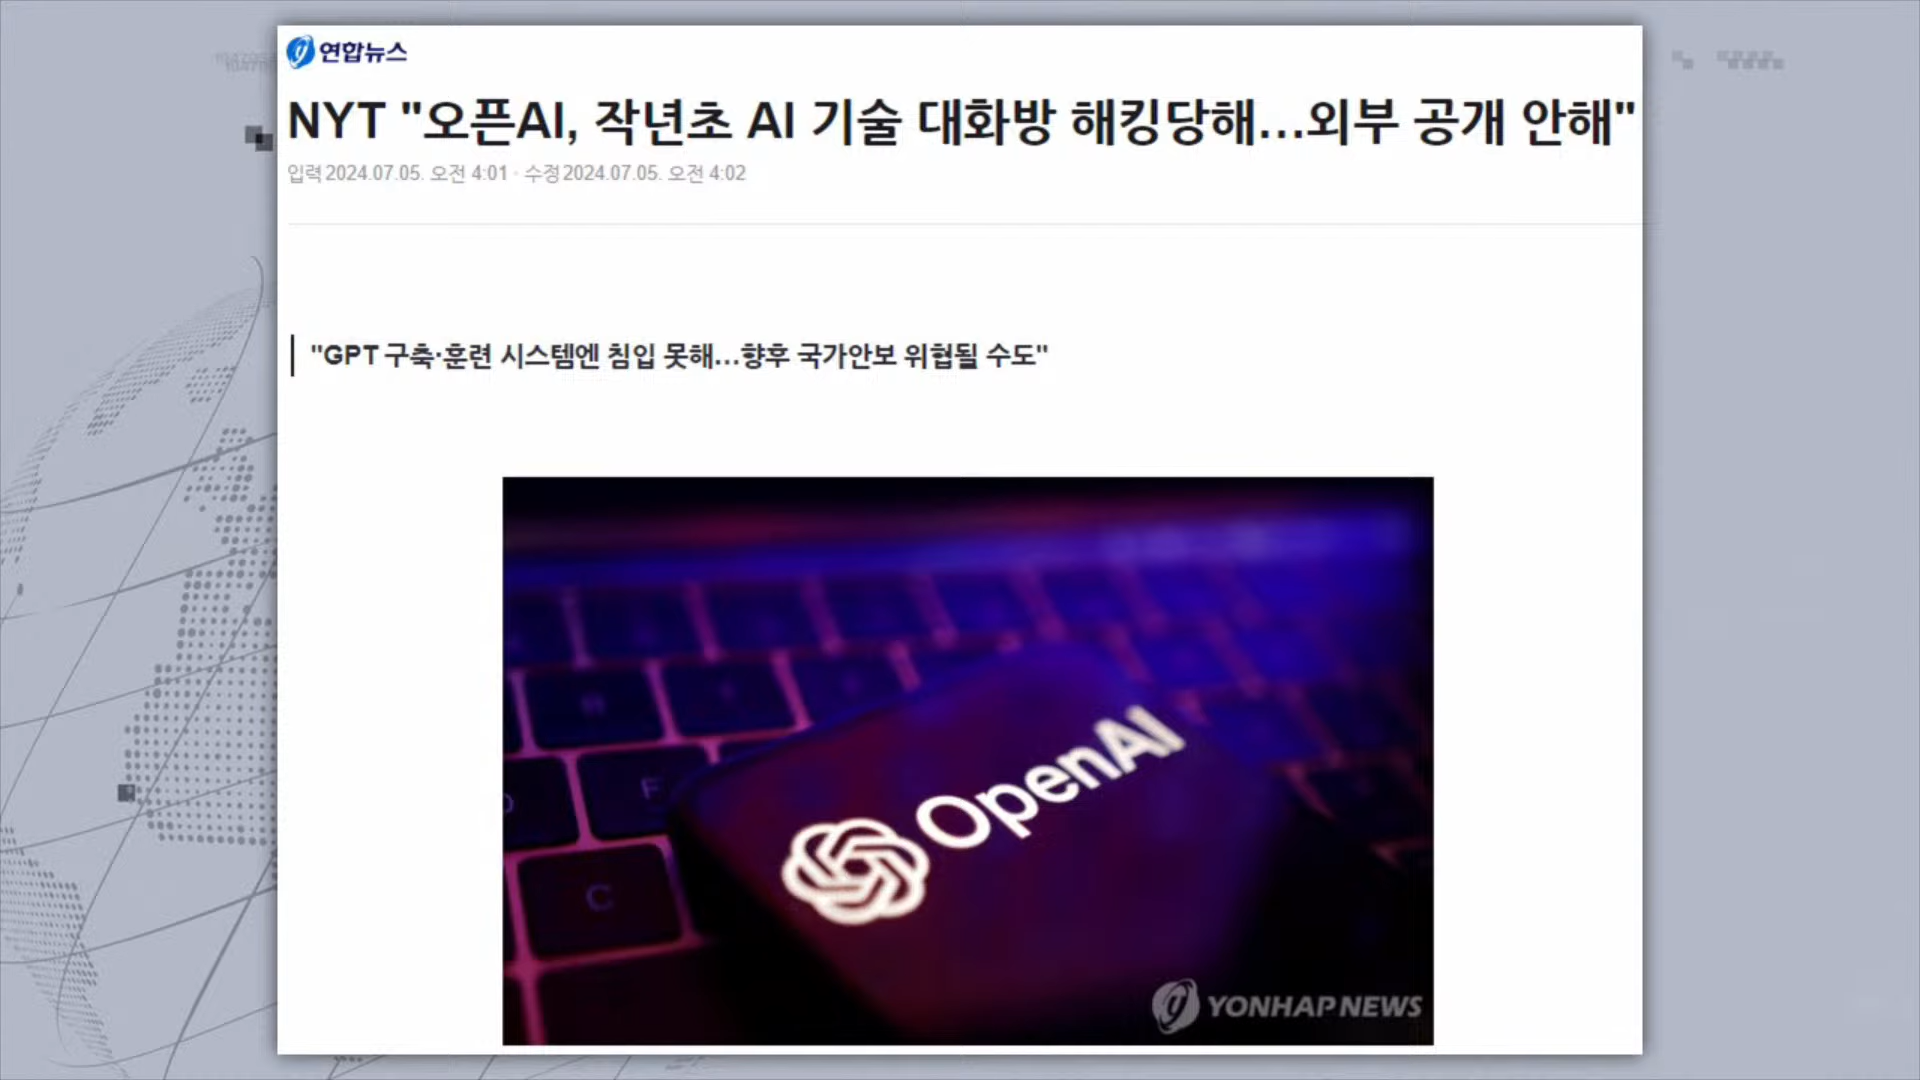 연합뉴스
NYT "오픈AI, 작년초 AI 기술 대화방 해킹당해…외부 공개 안해"
입력 2024.07.05. 오전 4:01 · 수정 2024.07.05. 오전 4:02
"GPT 구축·훈련 시스템엔 침입 못해…향후 국가안보 위협될 수도"
OpenAI
F
C
YONHAP NEWS